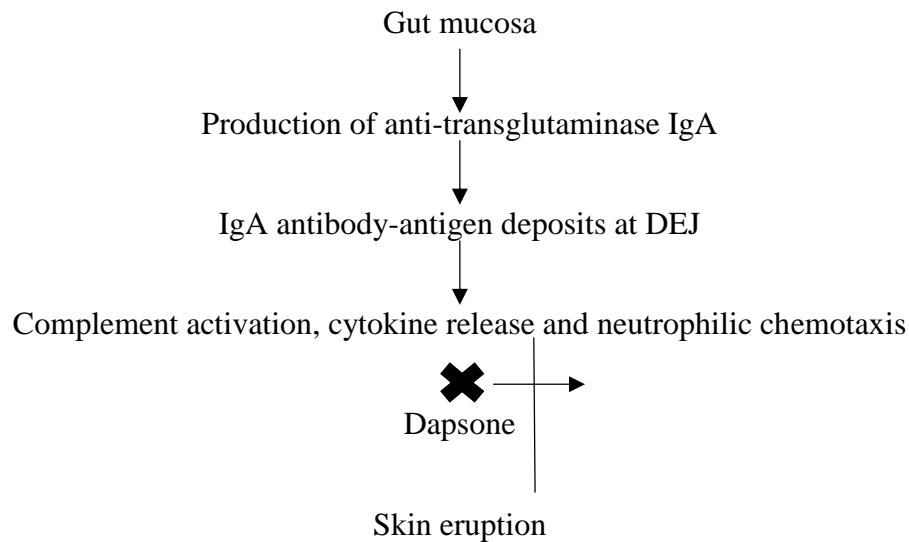 Gut mucosa
Production of anti-transglutaminase IgA
IgA antibody-antigen deposits at DEJ
Complement activation, cytokine release and neutrophilic chemotaxis
Dapsone
Skin eruption